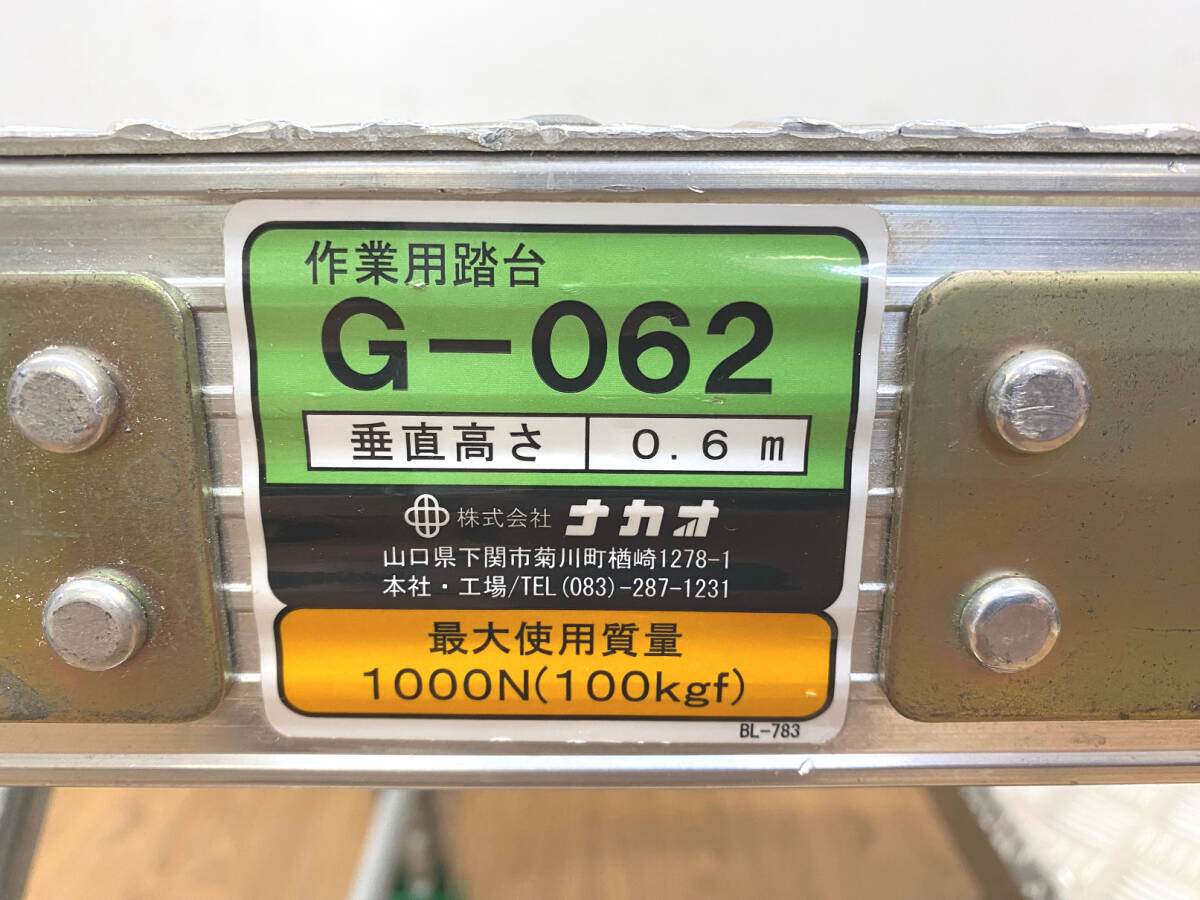 作業用踏台
G-062
垂直高さ 0.6m
株式会社 ナカオ
山口県下関市菊川町楢崎1278-1
本社・工場/TEL(083)-287-1231
最大使用質量
1000N(100kgf)
BL-783